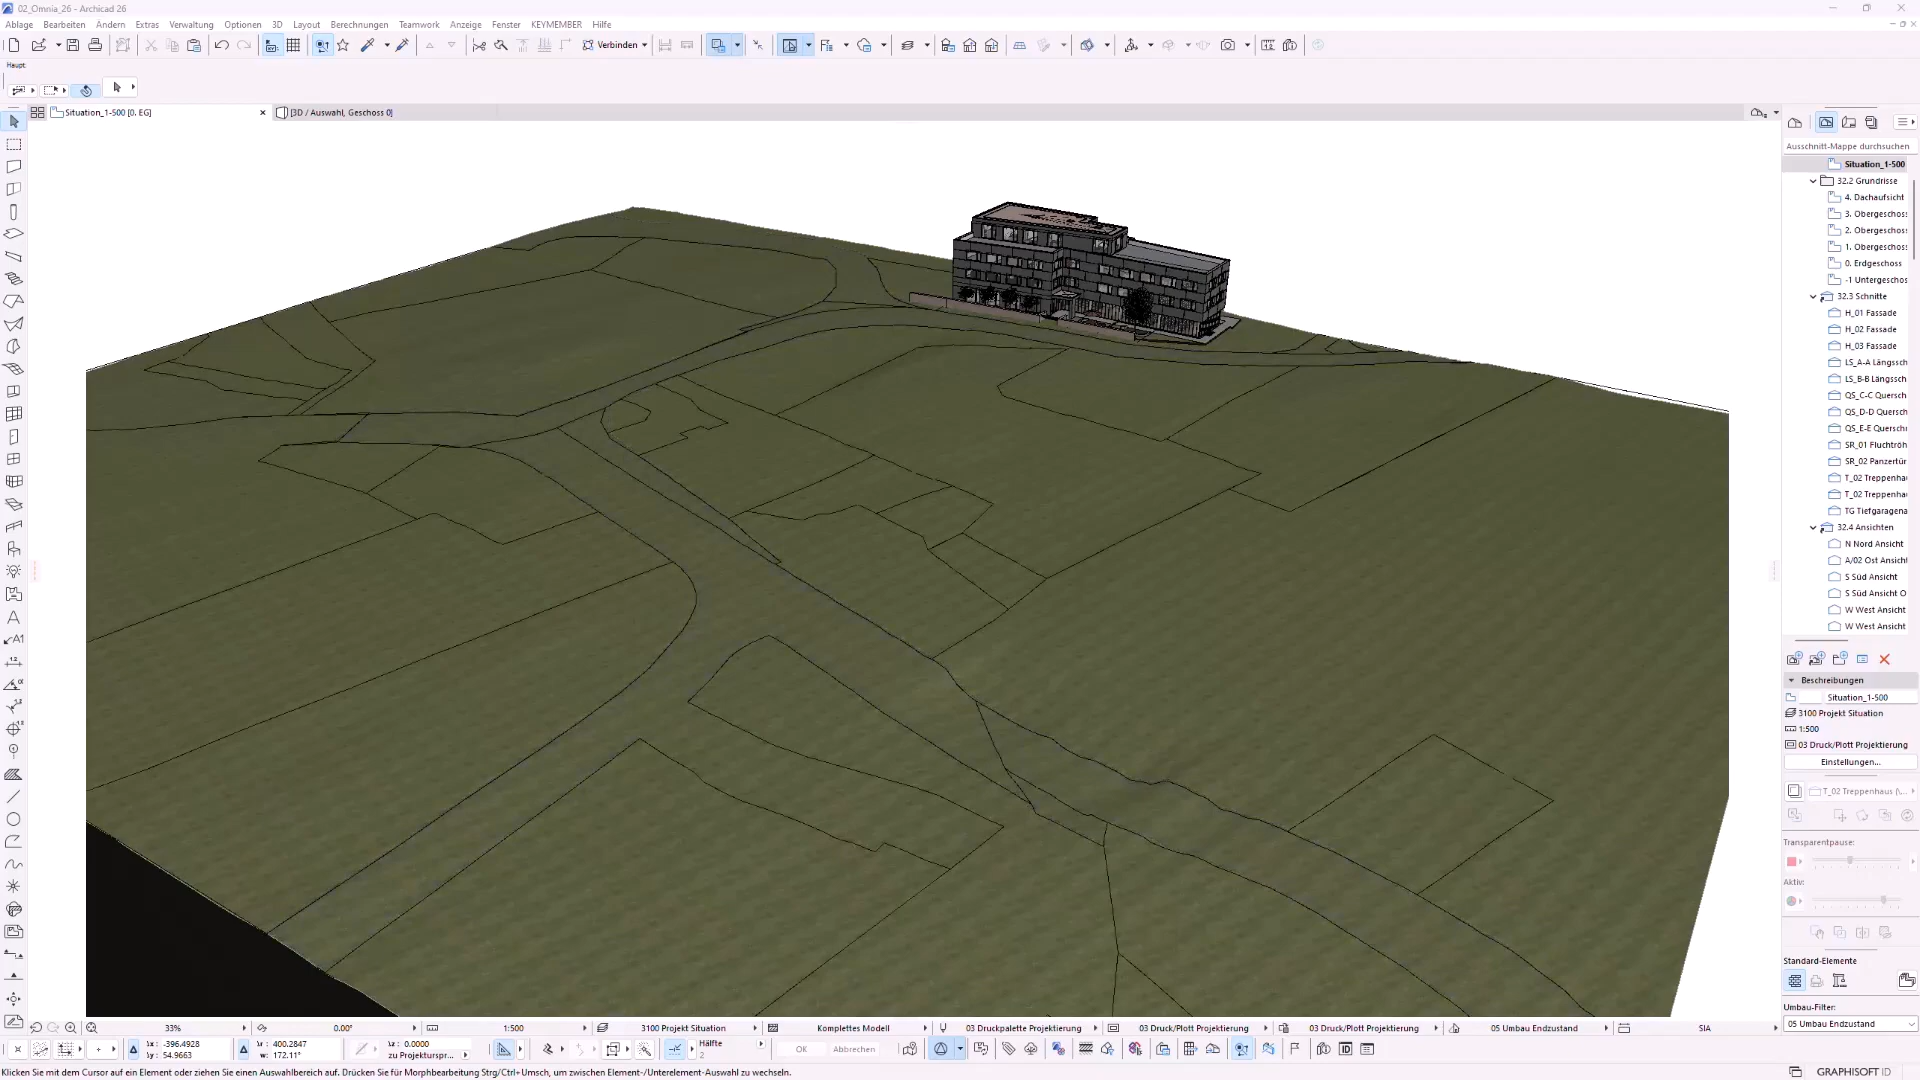 02_Omnia_26 - Archicad 26
Ablage Bearbeiten Ändern Extras Verwaltung Optionen 3D Layout Berechnungen Teamwork Anzeige Fenster KEYMEMBER Hilfe
Verbinden
Haupt:
Situation_1-500 [0. EG]
[3D / Auswahl, Geschoss 0]
Ausschnitt-Mappe durchsuchen
Situation_1-500
32.2 Grundrisse
4. Dachaufsicht
3. Obergeschos
2. Obergeschos
1. Obergeschos
0. Erdgeschoss
-1 Untergeschos
32.3 Schnitte
H_01 Fassade
H_02 Fassade
H_03 Fassade
LS_A-A Längssch
LS_B-B Längssch
QS_C-C Quersch
QS_D-D Quersch
QS_E-E Querschn
SR_01 Fluchtröh
SR_02 Panzertür
T_02 Treppenha
T_02 Treppenha
TG Tiefgaragena
32.4 Ansichten
N Nord Ansicht
A/02 Ost Ansicht
S Süd Ansicht
S Süd Ansicht O
W West Ansicht
W West Ansicht
Beschreibungen
Situation_1-500
3100 Projekt Situation
1:500
03 Druck/Plott Projektierung
Einstellungen...
T_02 Treppenhaus (\...
Transparentpause:
Aktiv:
Standard-Elemente
Umbau-Filter:
05 Umbau Endzustand
33% 0.00° 1:500 3100 Projekt Situation Komplettes Modell 03 Druckpalette Projektierung 03 Druck/Plott Projektierung 03 Druck/Plott Projektierung 05 Umbau Endzustand SIA
x: -396.4928
y: 54.9663
r: 400.2847
w: 172.11°
z: 0.0000
zu Projekturspr...
Hälfte
2
OK Abbrechen
Klicken Sie mit dem Cursor auf ein Element oder ziehen Sie einen Auswahlbereich auf. Drücken Sie für Morphbearbeitung Strg/Ctrl+Umsch, um zwischen Element-/Unterelement-Auswahl zu wechseln.
GRAPHISOFT ID